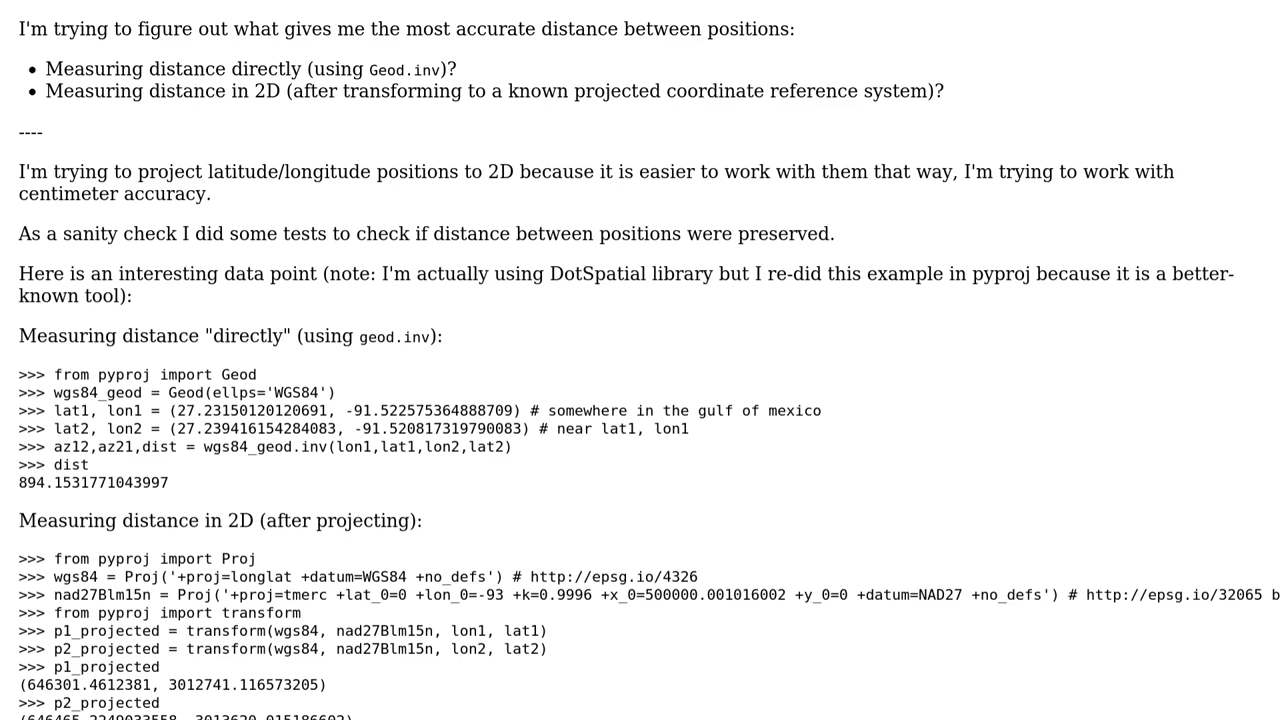 I'm trying to figure out what gives me the most accurate distance between positions:
• Measuring distance directly (using Geod.inv)?
• Measuring distance in 2D (after transforming to a known projected coordinate reference system)?
----
I'm trying to project latitude/longitude positions to 2D because it is easier to work with them that way, I'm trying to work with
centimeter accuracy.
As a sanity check I did some tests to check if distance between positions were preserved.
Here is an interesting data point (note: I'm actually using DotSpatial library but I re-did this example in pyproj because it is a better-
known tool):
Measuring distance "directly" (using geod.inv):
>>> from pyproj import Geod
>>> wgs84_geod = Geod(ellps='WGS84')
>>> lat1, lon1 = (27.23150120120691, -91.522575364888709) # somewhere in the gulf of mexico
>>> lat2, lon2 = (27.239416154284083, -91.520817319790083) # near lat1, lon1
>>> az12,az21,dist = wgs84_geod.inv(lon1,lat1,lon2,lat2)
>>> dist
894.1531771043997
Measuring distance in 2D (after projecting):
>>> from pyproj import Proj
>>> wgs84 = Proj('+proj=longlat +datum=WGS84 +no_defs') # http://epsg.io/4326
>>> nad27Blm15n = Proj('+proj=tmerc +lat_0=0 +lon_0=-93 +k=0.9996 +x_0=500000.001016002 +y_0=0 +datum=NAD27 +no_defs') # http://epsg.io/32065 b
>>> from pyproj import transform
>>> p1_projected = transform(wgs84, nad27Blm15n, lon1, lat1)
>>> p2_projected = transform(wgs84, nad27Blm15n, lon2, lat2)
>>> p1_projected
(646301.4612381, 3012741.116573205)
>>> p2_projected